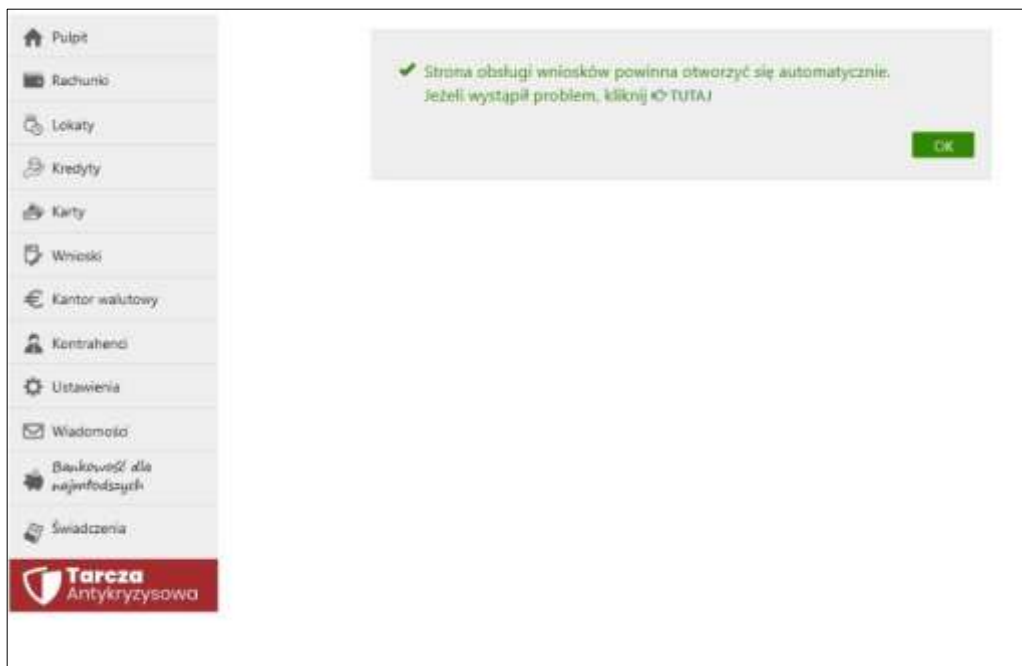 Pulpit
Rachunki
Lokaty
Kredyty
Karty
Wnioski
Kantor walutowy
Kontrahenci
Ustawienia
Wiadomości
Bankowość dla
najmłodszych
Świadczenia
Tarcza
Antykryzysowa
Strona obsługi wniosków powinna otworzyć się automatycznie.
Jeżeli wystąpił problem, kliknij TUTAJ
OK